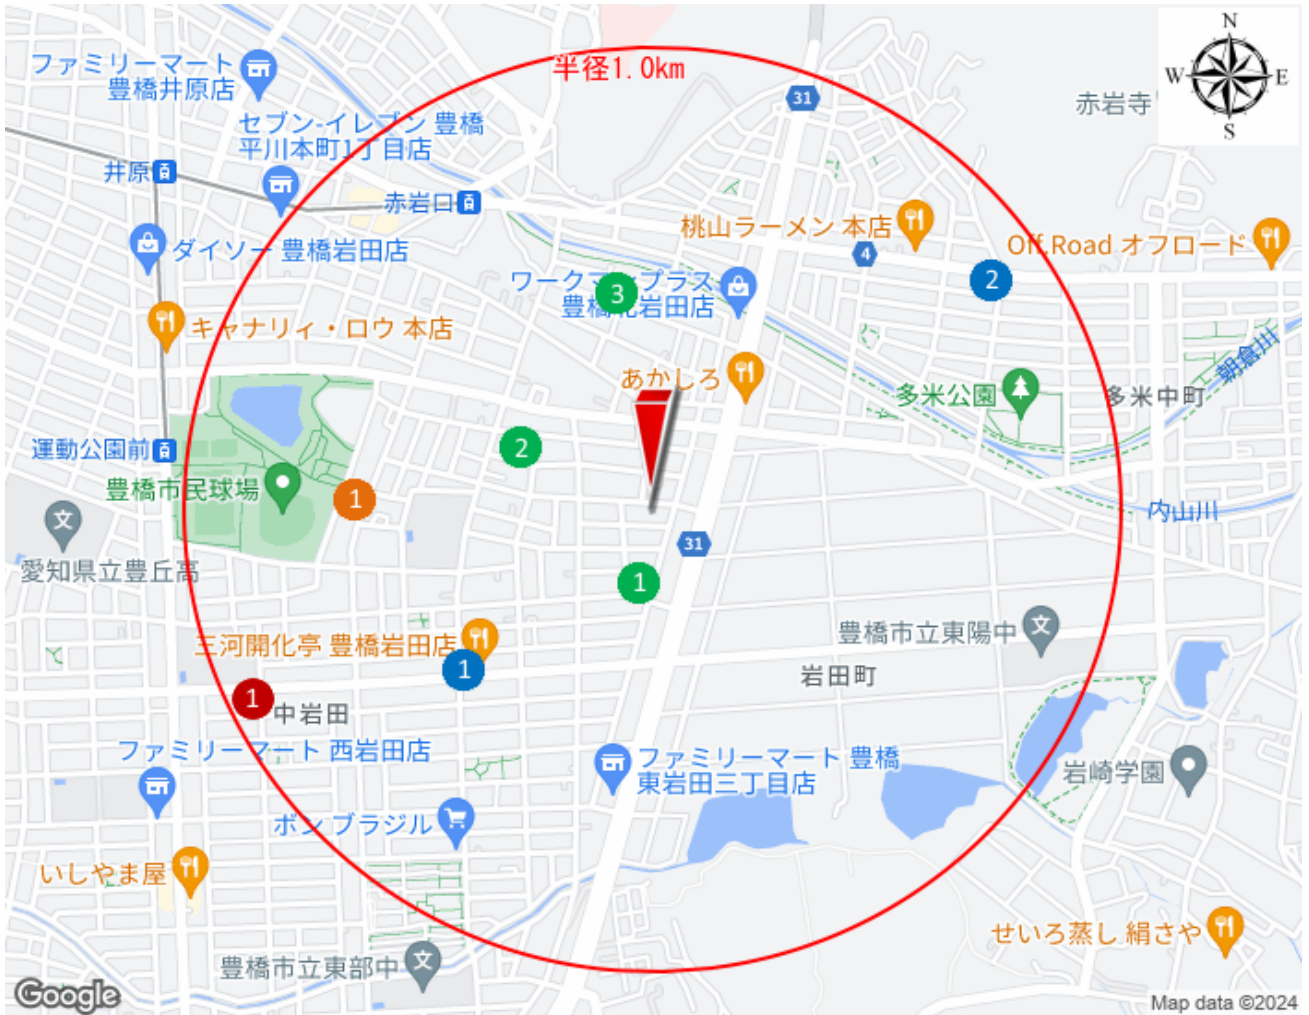 N
W
E
S
半径1.0km
ファミリーマート
豊橋井原店
31
赤岩寺
セブン-イレブン 豊橋
平川本町1丁目店
井原
赤岩口
桃山ラーメン 本店
4
Off Road オフロード
ダイソー 豊橋岩田店
ワークマンプラス
豊橋北岩田店
2
3
キャナリィ・ロウ 本店
朝倉川
あかしろ
多米公園
多米中町
運動公園前
2
豊橋市民球場
1
内山川
31
愛知県立豊丘高
1
三河開化亭 豊橋岩田店
豊橋市立東陽中
1
岩田町
1
中岩田
ファミリーマート 西岩田店
ファミリーマート 豊橋
東岩田三丁目店
岩崎学園
ボン ブラジル
いしやま屋
せいろ蒸し 絹さや
豊橋市立東部中
Google
Map data ©2024